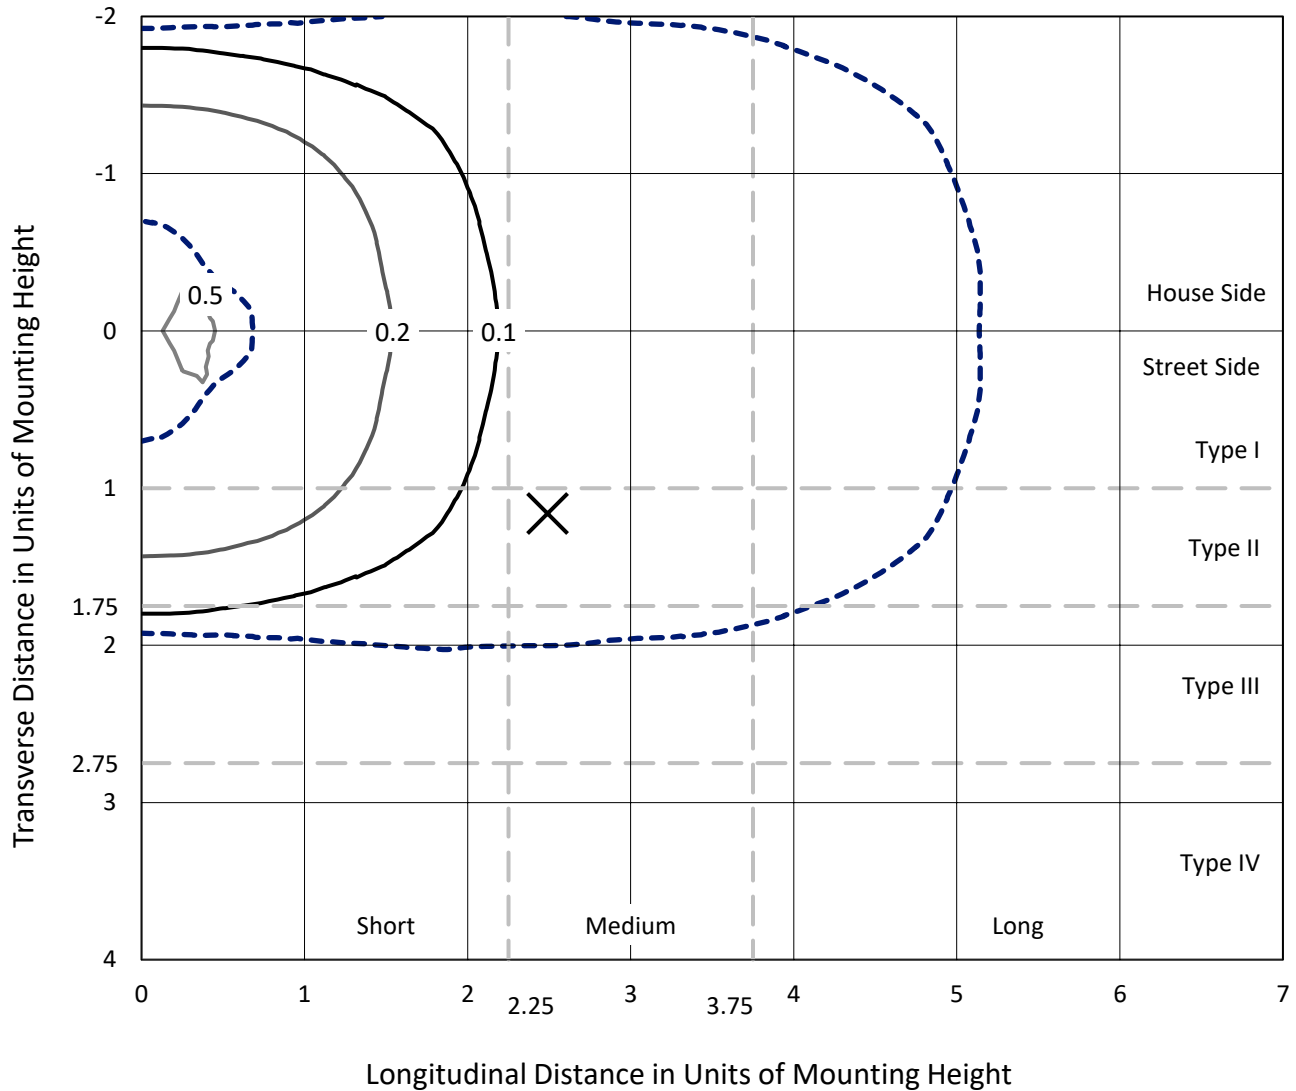 -2
-1
0
1
1.75
2
2.75
3
4
Transverse Distance in Units of Mounting Height
0.5
0.2
0.1
House Side
Street Side
Type I
Type II
Type III
Type IV
Short
Medium
Long
0
1
2
2.25
3
3.75
4
5
6
7
Longitudinal Distance in Units of Mounting Height